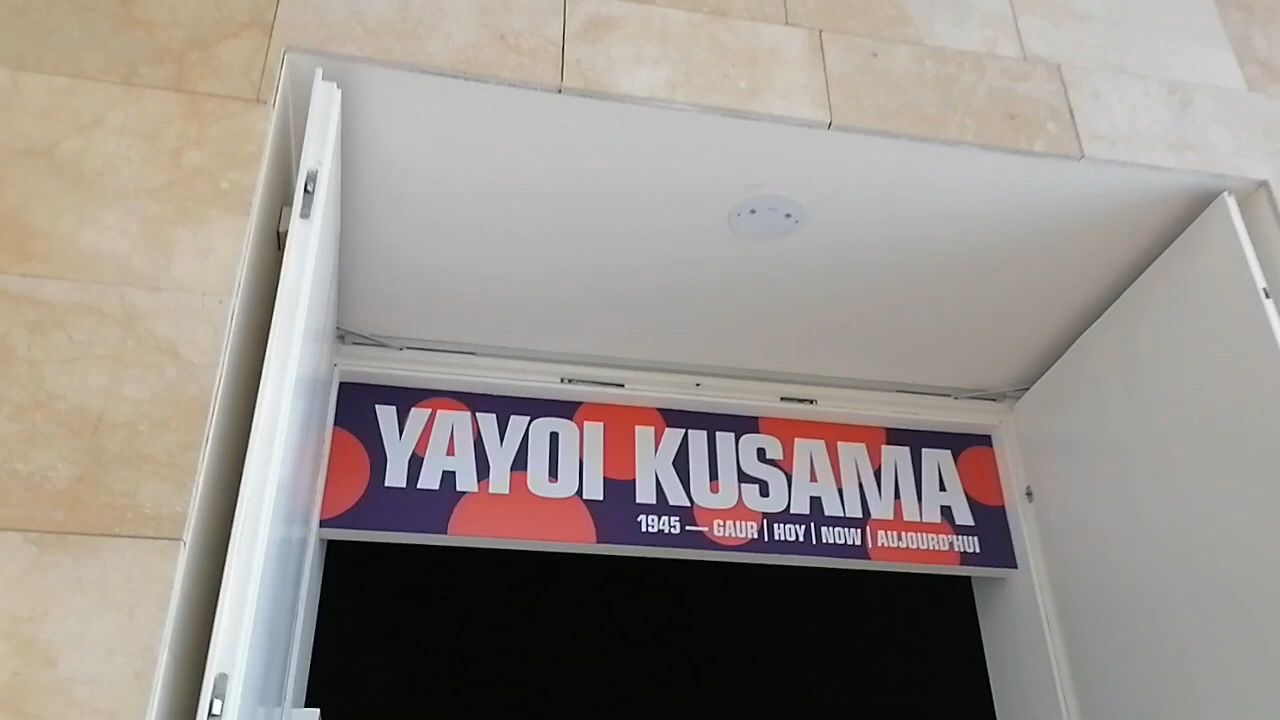 YAYOI KUSAMA
1945 — GAUR | HOY | NOW | AUJOURD'HUI